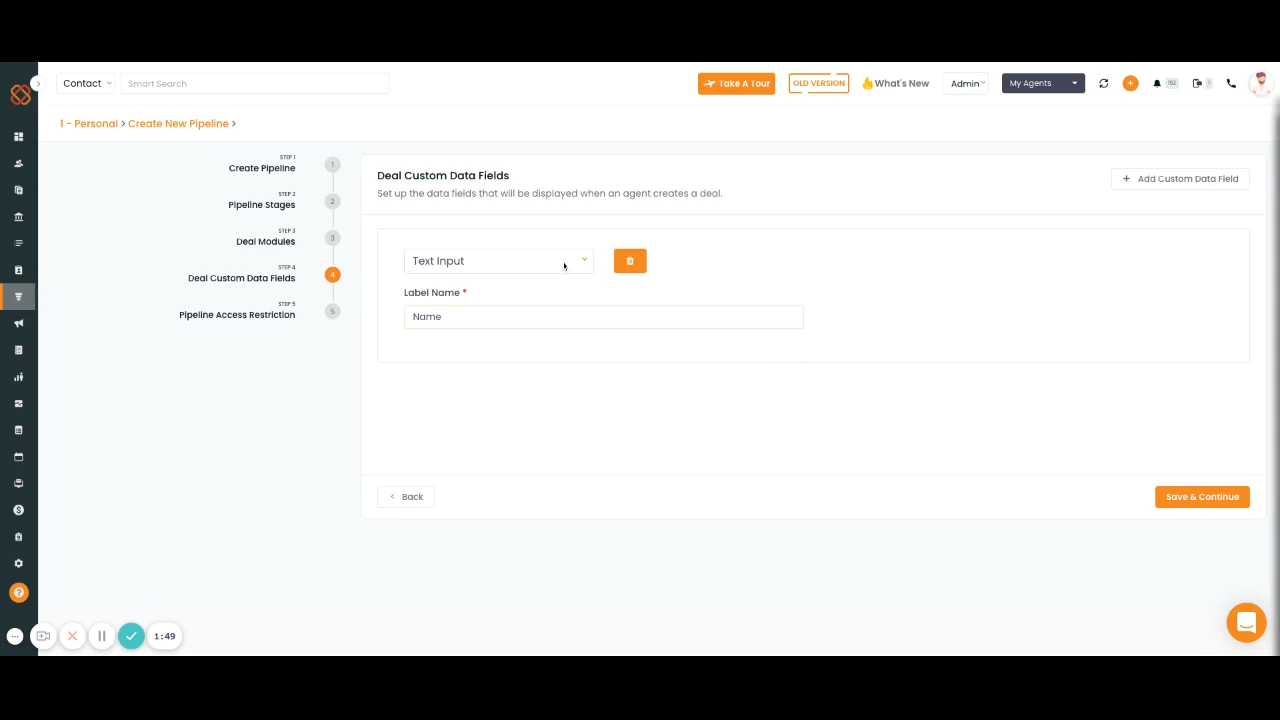 Contact
Smart Search
Take A Tour
OLD VERSION
What's New
Admin
My Agents
162
1
1 - Personal > Create New Pipeline >
STEP 1
Create Pipeline
1
STEP 2
Pipeline Stages
2
STEP 3
Deal Modules
3
STEP 4
Deal Custom Data Fields
4
STEP 5
Pipeline Access Restriction
5
Deal Custom Data Fields
Set up the data fields that will be displayed when an agent creates a deal.
+ Add Custom Data Field
Text Input
Label Name *
Name
< Back
Save & Continue
1:49